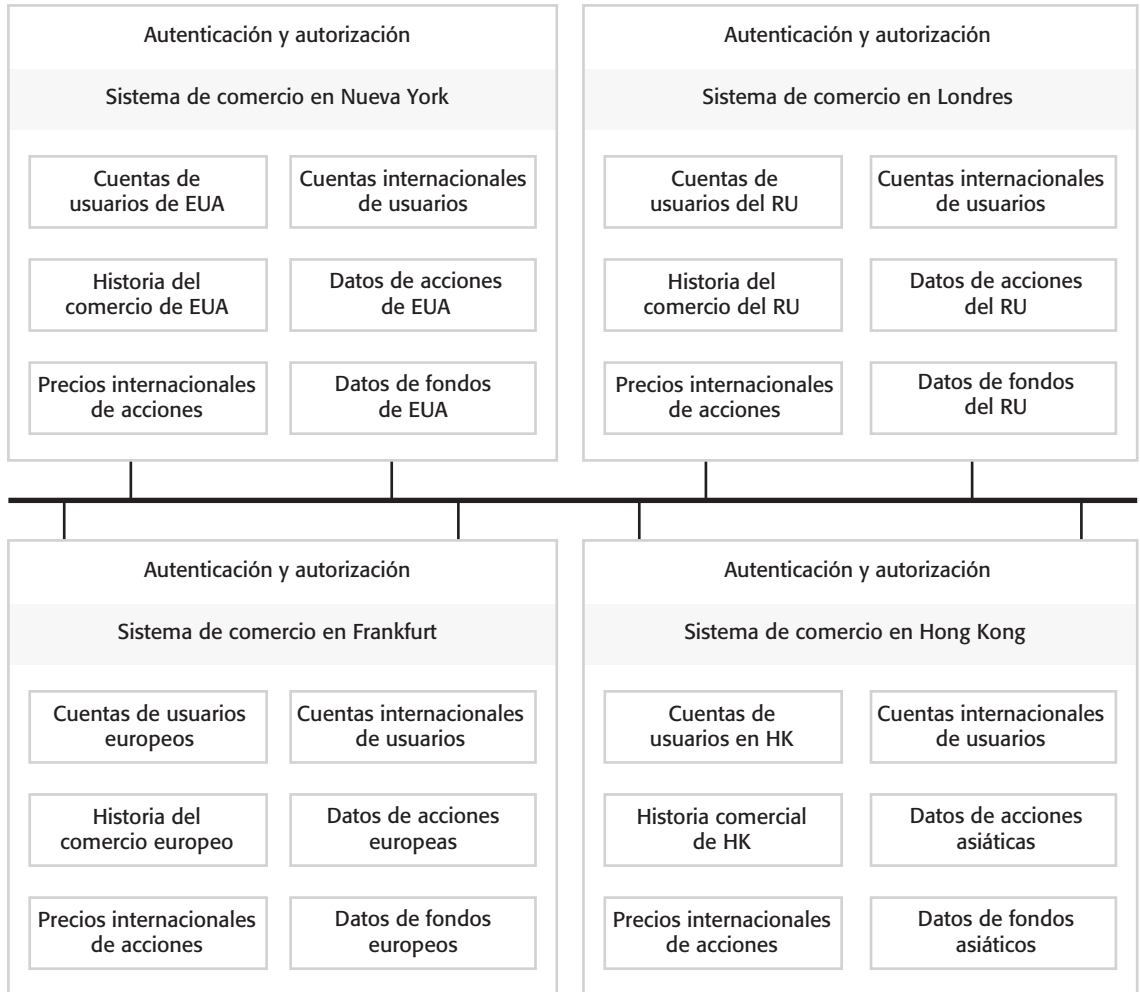 Autenticación y autorización
Sistema de comercio en Nueva York
Cuentas de
usuarios de EUA
Cuentas internacionales
de usuarios
Historia del
comercio de EUA
Datos de acciones
de EUA
Precios internacionales
de acciones
Datos de fondos
de EUA
Autenticación y autorización
Sistema de comercio en Londres
Cuentas de
usuarios del RU
Cuentas internacionales
de usuarios
Historia del
comercio del RU
Datos de acciones
del RU
Precios internacionales
de acciones
Datos de fondos
del RU
Autenticación y autorización
Sistema de comercio en Frankfurt
Cuentas de usuarios
europeos
Cuentas internacionales
de usuarios
Historia del
comercio europeo
Datos de acciones
europeas
Precios internacionales
de acciones
Datos de fondos
europeos
Autenticación y autorización
Sistema de comercio en Hong Kong
Cuentas de
usuarios en HK
Cuentas internacionales
de usuarios
Historia comercial
de HK
Datos de acciones
asiáticas
Precios internacionales
de acciones
Datos de fondos
asiáticos